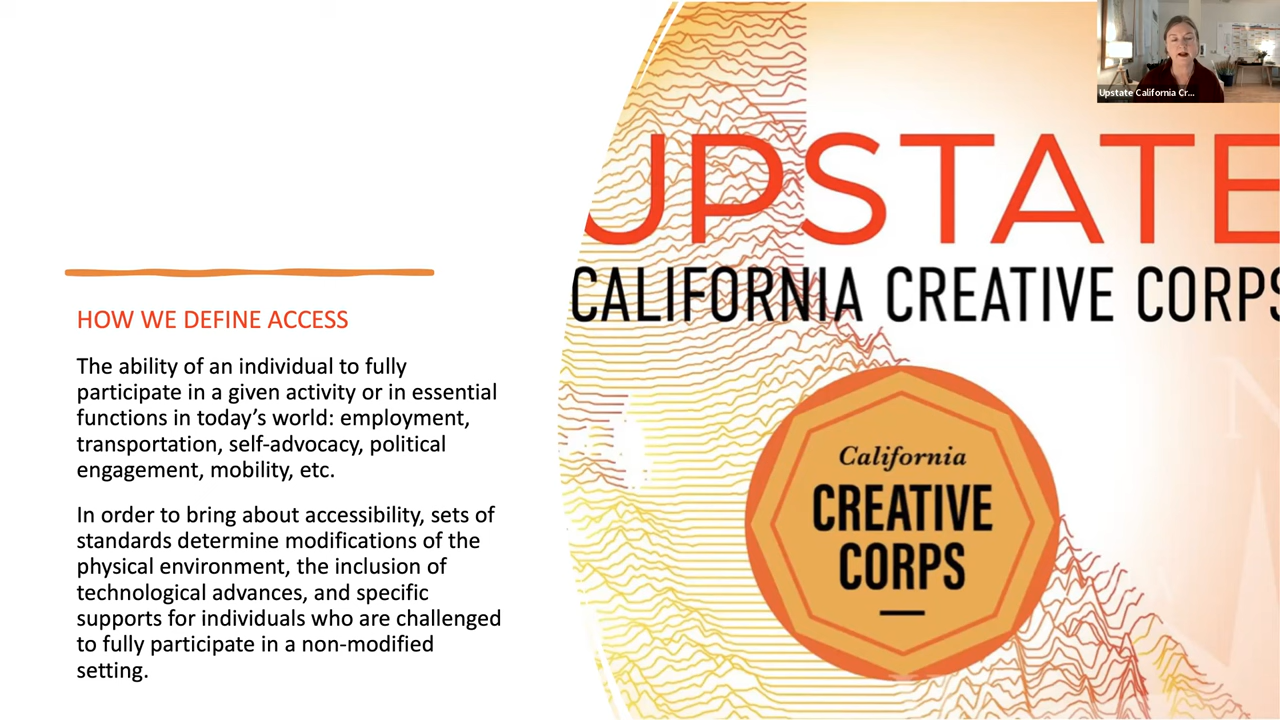 HOW WE DEFINE ACCESS
The ability of an individual to fully
participate in a given activity or in essential
functions in today's world: employment,
transportation, self-advocacy, political
engagement, mobility, etc.
In order to bring about accessibility, sets of
standards determine modifications of the
physical environment, the inclusion of
technological advances, and specific
supports for individuals who are challenged
to fully participate in a non-modified
setting.
UPSTATE
CALIFORNIA CREATIVE CORPS
California
CREATIVE
CORPS
Upstate California Cr...